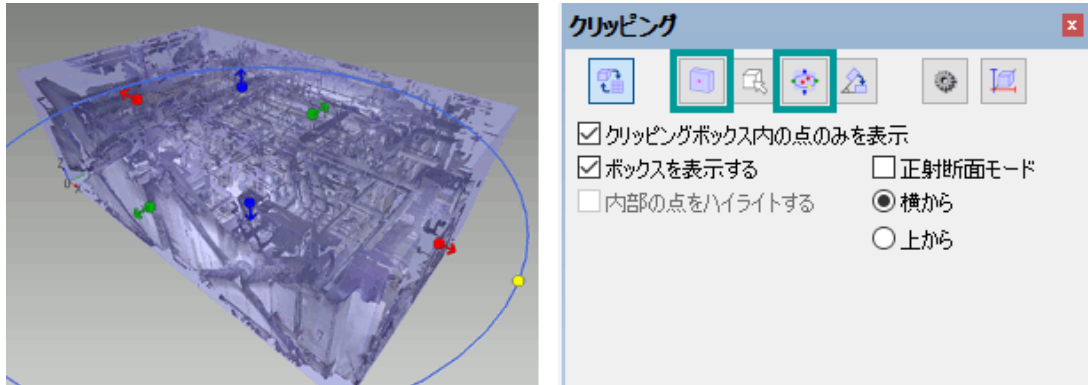 クリッピング
クリッピングボックス内の点のみを表示
ボックスを表示する
正射断面モード
内部の点をハイライトする
横から
上から
Z
0
X